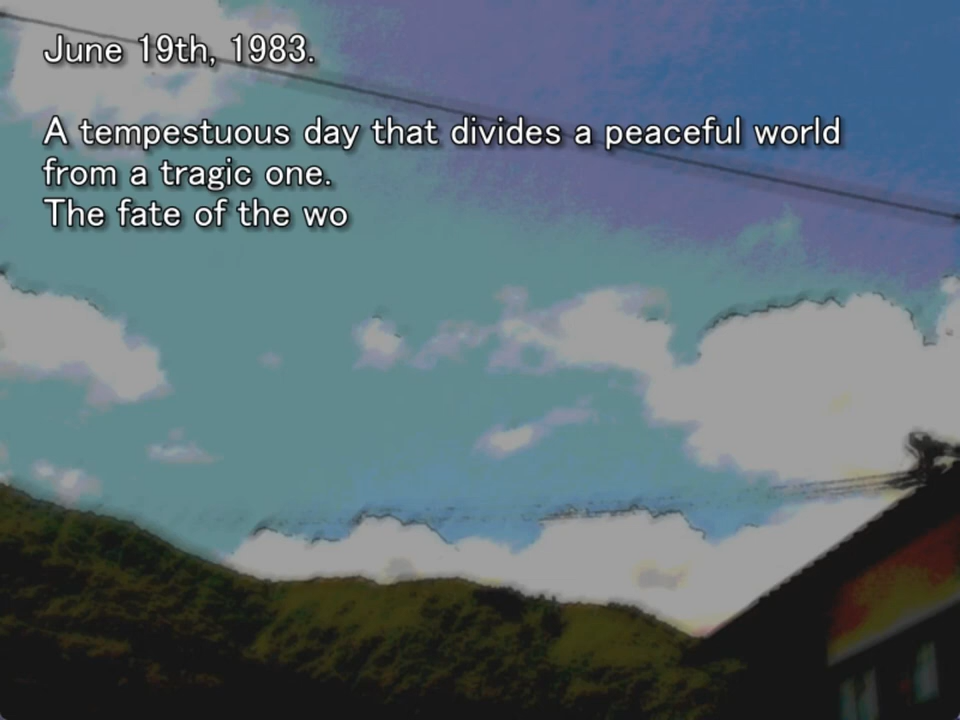 June 19th, 1983.
A tempestuous day that divides a peaceful world
from a tragic one.
The fate of the wo